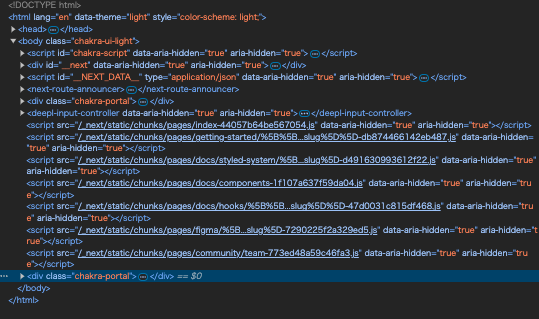 <!DOCTYPE html>
<html lang="en" data-theme="light" style="color-scheme: light;">
▶<head>…</head>
▼<body class="chakra-ui-light">
▶<script id="chakra-script" data-aria-hidden="true" aria-hidden="true">…</script>
▶<div id="__next" data-aria-hidden="true" aria-hidden="true">…</div>
▶<script id="__NEXT_DATA__" type="application/json" data-aria-hidden="true" aria-hidden="true">…</script>
▶<next-route-announcer>…</next-route-announcer>
▶<div class="chakra-portal">…</div>
▶<deepl-input-controller data-aria-hidden="true" aria-hidden="true">…</deepl-input-controller>
<script src="/_next/static/chunks/pages/index-44057b64be567054.js" data-aria-hidden="true" aria-hidden="true"></script>
<script src="/_next/static/chunks/pages/getting-started/%5B%5B…slug%5D%5D-db874466142eb487.js" data-aria-hidden=
"true" aria-hidden="true"></script>
<script src="/_next/static/chunks/pages/docs/styled-system/%5B…slug%5D-d491630993612f22.js" data-aria-hidden="true"
aria-hidden="true"></script>
<script src="/_next/static/chunks/pages/docs/components-1f107a637f59da04.js" data-aria-hidden="true" aria-hidden="tru
e"></script>
<script src="/_next/static/chunks/pages/docs/hooks/%5B%5B…slug%5D%5D-47d0031c815df468.js" data-aria-hidden="tr
ue" aria-hidden="true"></script>
<script src="/_next/static/chunks/pages/figma/%5B…slug%5D-7290225f2a329ed5.js" data-aria-hidden="true" aria-hidden="t
rue"></script>
<script src="/_next/static/chunks/pages/community/team-773ed48a59c46fa3.js" data-aria-hidden="true" aria-hidden="tru
e"></script>
… ▶<div class="chakra-portal">…</div> == $0
</body>
</html>